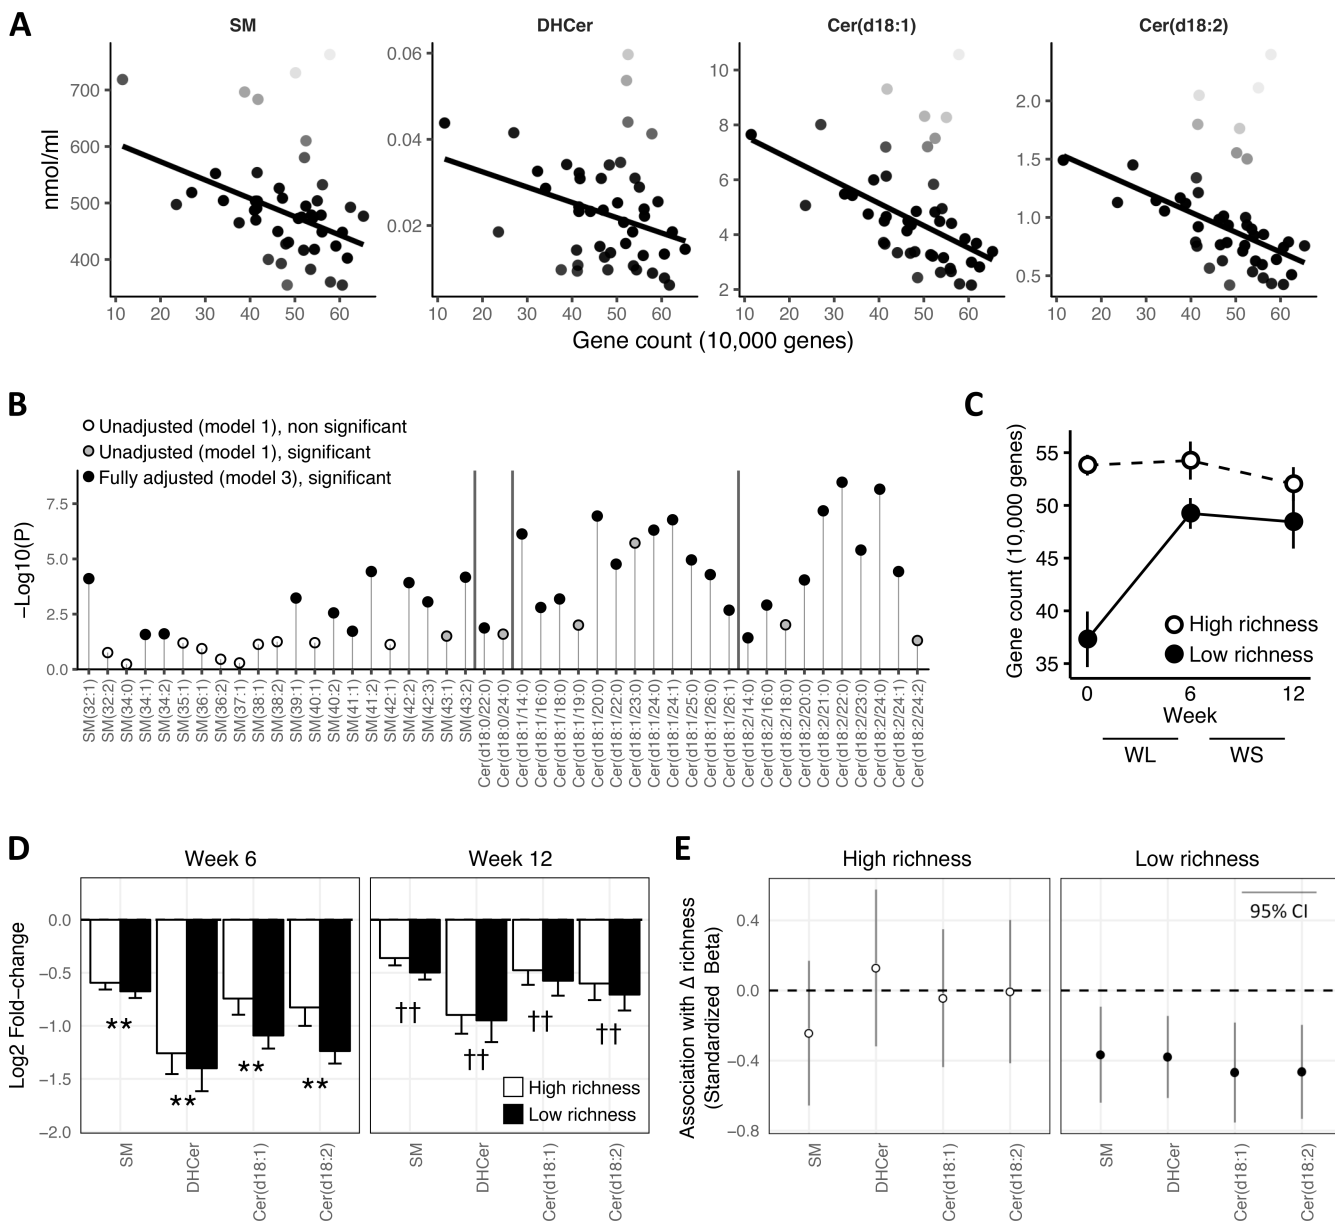 A
SM
DHCer
Cer(d18:1)
Cer(d18:2)
nmol/ml
700
600
500
400
0.06
0.04
0.02
10
8
6
4
2
2.0
1.5
1.0
0.5
10 20 30 40 50 60
10 20 30 40 50 60
10 20 30 40 50 60
10 20 30 40 50 60
Gene count (10,000 genes)
B
Unadjusted (model 1), non significant
Unadjusted (model 1), significant
Fully adjusted (model 3), significant
−Log10(P)
7.5
5.0
2.5
0.0
SM(32:1)
SM(32:2)
SM(34:0)
SM(34:1)
SM(34:2)
SM(35:1)
SM(36:1)
SM(36:2)
SM(37:1)
SM(38:1)
SM(38:2)
SM(39:1)
SM(40:1)
SM(40:2)
SM(41:1)
SM(41:2)
SM(42:1)
SM(42:2)
SM(42:3)
SM(43:1)
SM(43:2)
Cer(d18:0/22:0)
Cer(d18:0/24:0)
Cer(d18:1/14:0)
Cer(d18:1/16:0)
Cer(d18:1/18:0)
Cer(d18:1/19:0)
Cer(d18:1/20:0)
Cer(d18:1/22:0)
Cer(d18:1/23:0)
Cer(d18:1/24:0)
Cer(d18:1/24:1)
Cer(d18:1/25:0)
Cer(d18:1/26:0)
Cer(d18:1/26:1)
Cer(d18:2/14:0)
Cer(d18:2/16:0)
Cer(d18:2/18:0)
Cer(d18:2/20:0)
Cer(d18:2/21:0)
Cer(d18:2/22:0)
Cer(d18:2/23:0)
Cer(d18:2/24:0)
Cer(d18:2/24:1)
Cer(d18:2/24:2)
C
Gene count (10,000 genes)
55
50
45
40
35
High richness
Low richness
0 6 12
Week
WL WS
D
Week 6
Week 12
Log2 Fold−change
0.0
−0.5
−1.0
−1.5
−2.0
**
**
**
**
††
††
††
††
High richness
Low richness
SM
DHCer
Cer(d18:1)
Cer(d18:2)
SM
DHCer
Cer(d18:1)
Cer(d18:2)
E
High richness
Low richness
Association with Δ richness
(Standardized Beta)
0.4
0.0
−0.4
−0.8
95% CI
SM
DHCer
Cer(d18:1)
Cer(d18:2)
SM
DHCer
Cer(d18:1)
Cer(d18:2)